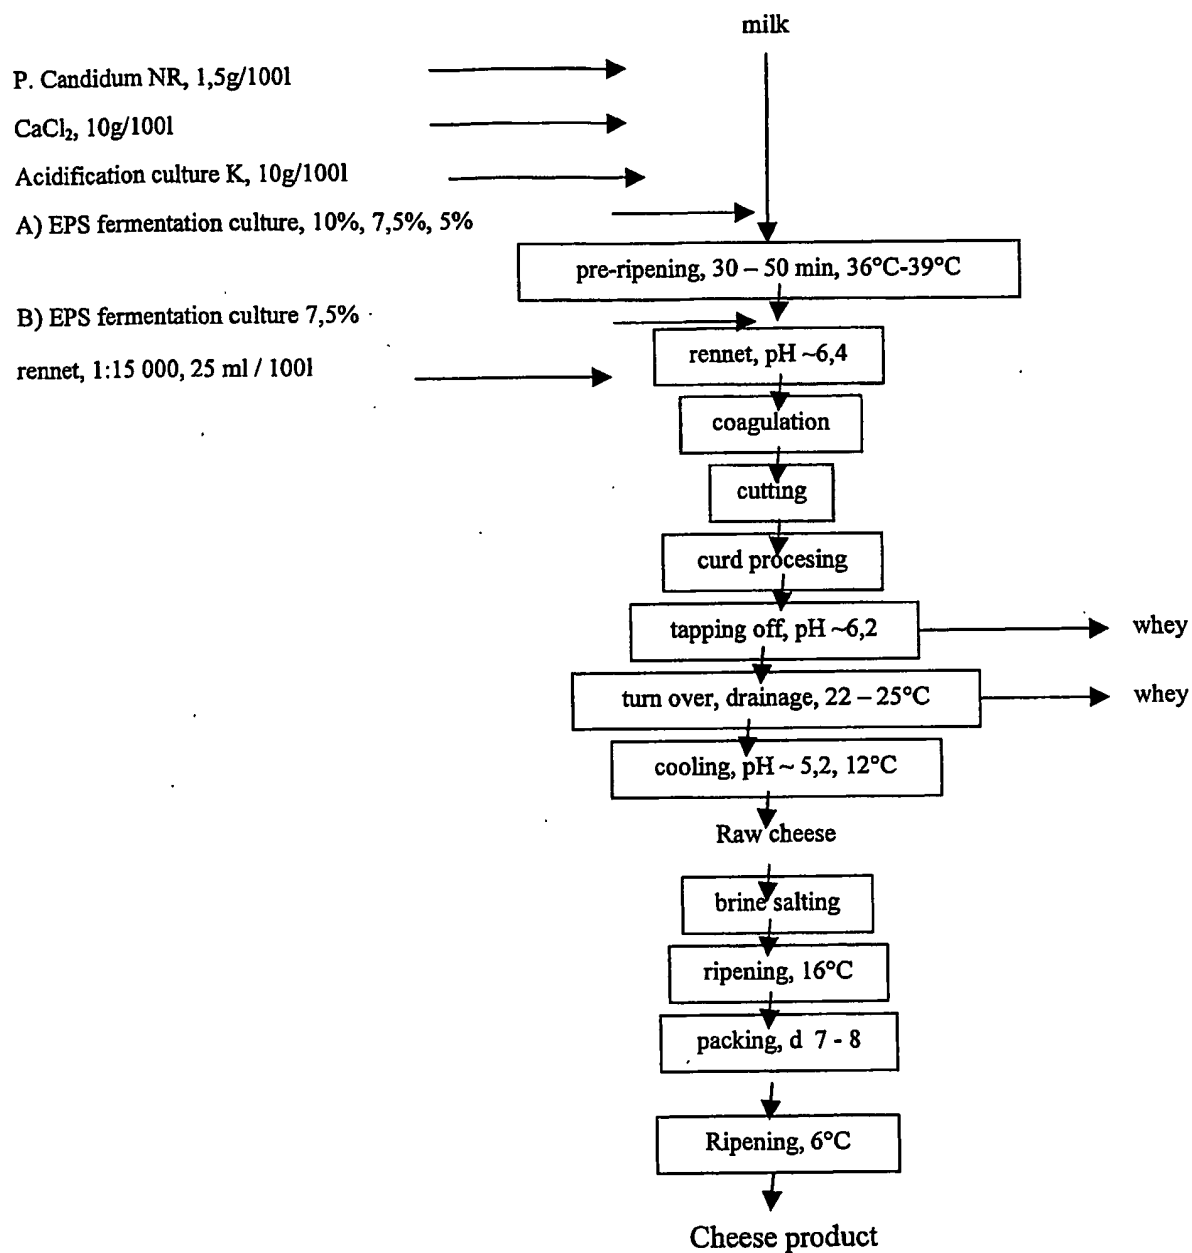 milk
P. Candidum NR, 1,5g/100l
CaCl₂, 10g/100l
Acidification culture K, 10g/100l
A) EPS fermentation culture, 10%, 7,5%, 5%
pre-ripening, 30 – 50 min, 36°C-39°C
B) EPS fermentation culture 7,5%
rennet, pH ~6,4
rennet, 1:15 000, 25 ml / 100l
coagulation
cutting
curd procesing
tapping off, pH ~6,2
whey
turn over, drainage, 22 – 25°C
whey
cooling, pH ~ 5,2, 12°C
Raw cheese
brine salting
ripening, 16°C
packing, d 7 - 8
Ripening, 6°C
Cheese product